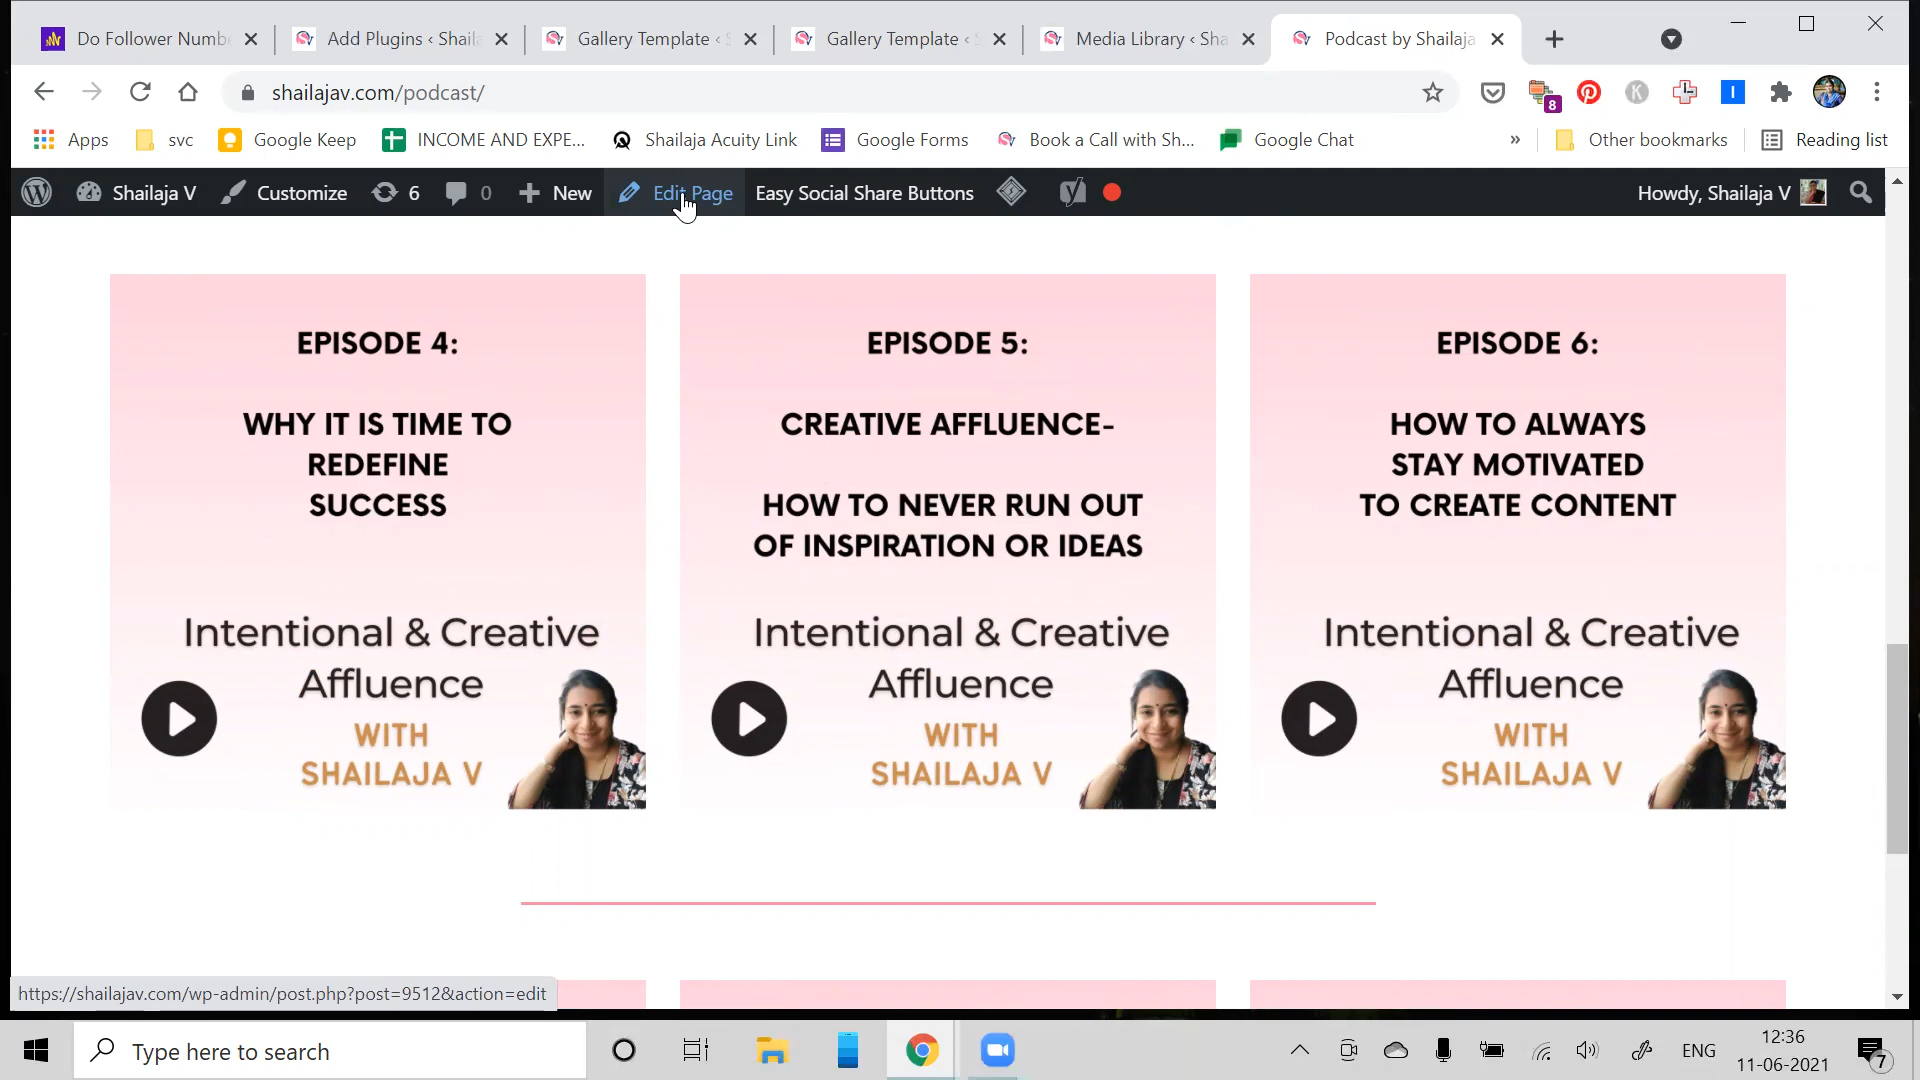 Do Follower Numb
Add Plugins ‹ Shaila
Gallery Template ‹ S
Gallery Template ‹ S
Media Library ‹ Sha
Podcast by Shailaja
shailajav.com/podcast/
8
Apps
svc
Google Keep
INCOME AND EXPE...
Shailaja Acuity Link
Google Forms
Book a Call with Sh...
Google Chat
»
Other bookmarks
Reading list
Shailaja V
Customize
6
0
New
Edit Page
Easy Social Share Buttons
Howdy, Shailaja V
EPISODE 4:
WHY IT IS TIME TO
REDEFINE
SUCCESS
Intentional & Creative
Affluence
WITH
SHAILAJA V
EPISODE 5:
CREATIVE AFFLUENCE-
HOW TO NEVER RUN OUT
OF INSPIRATION OR IDEAS
Intentional & Creative
Affluence
WITH
SHAILAJA V
EPISODE 6:
HOW TO ALWAYS
STAY MOTIVATED
TO CREATE CONTENT
Intentional & Creative
Affluence
WITH
SHAILAJA V
https://shailajav.com/wp-admin/post.php?post=9512&action=edit
Type here to search
ENG
12:36
11-06-2021
7